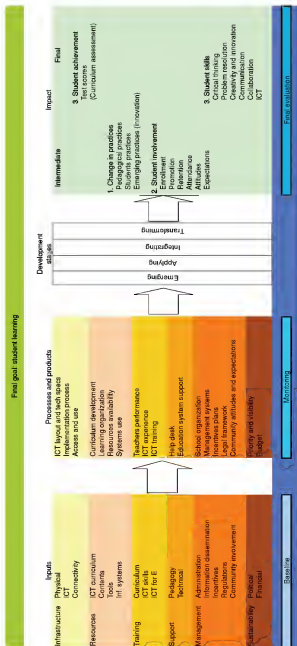 Final goal: student learning
Inputs
Processes and products
Development
stages
Impact
Intermediate
Final
Infrastructure
Physical
ICT
Connectivity
ICT layout and tech specs
Implementation process
Access and use
Resources
ICT curriculum
Contents
Tools
Inf. systems
Curriculum development
Learning organization
Resources availability
Systems use
Training
Curriculum
ICT skills
ICT for E
Teachers performance
ICT experience
ICT training
Support
Pedagogy
Technical
Help desk
Education system support
Management
Administration
Information dissemination
Incentives
Regulations
Community involvement
School organization
Management systems
Incentives plans
Legal framework
Community attitudes and expectations
Sustainability
Political
Financial
Priority and visibility
Budget
Emerging
Applying
Integrating
Transforming
1. Change in practices
Pedagogical practices
Students practices
Emerging practices (Innovation)
2. Student involvement
Enrollment
Promotion
Retention
Attendance
Attitudes
Expectations
3. Student achievement
Test scores
(Curriculum assessment)
3. Student skills
Critical thinking
Problem resolution
Creativity and innovation
Communication
Collaboration
ICT
Baseline
Monitoring
Final evaluation